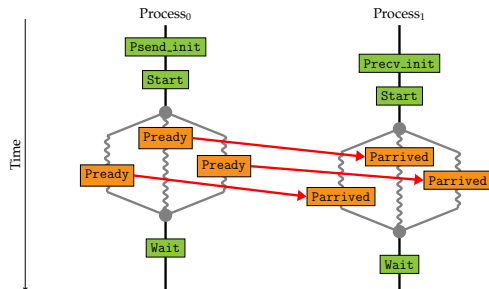 Process₀
Process₁
Psend_init
Precv_init
Start
Start
Pready
Parrived
Pready
Pready
Parrived
Parrived
Wait
Wait
Time